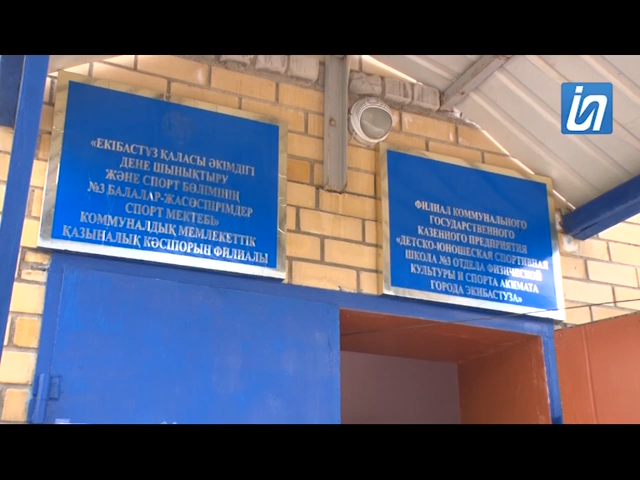 «ЕКІБАСТУЗ ҚАЛАСЫ ӘКІМДІГІ
ДЕНЕ ШЫНЫҚТЫРУ
ЖӘНЕ СПОРТ БӨЛІМІНІҢ
№3 БАЛАЛАР-ЖАСӨСПІРІМДЕР
СПОРТ МЕКТЕБІ»
КОММУНАЛДЫҚ МЕМЛЕКЕТТІК
ҚАЗЫНАЛЫҚ КӘСІПОРЫН ФИЛИАЛЫ
ФИЛИАЛ КОММУНАЛЬНОГО
ГОСУДАРСТВЕННОГО
КАЗЕННОГО ПРЕДПРИЯТИЯ
«ДЕТСКО-ЮНОШЕСКАЯ СПОРТИВНАЯ
ШКОЛА №3 ОТДЕЛА ФИЗИЧЕСКОЙ
КУЛЬТУРЫ И СПОРТА АКИМАТА
ГОРОДА ЭКИБАСТУЗА»